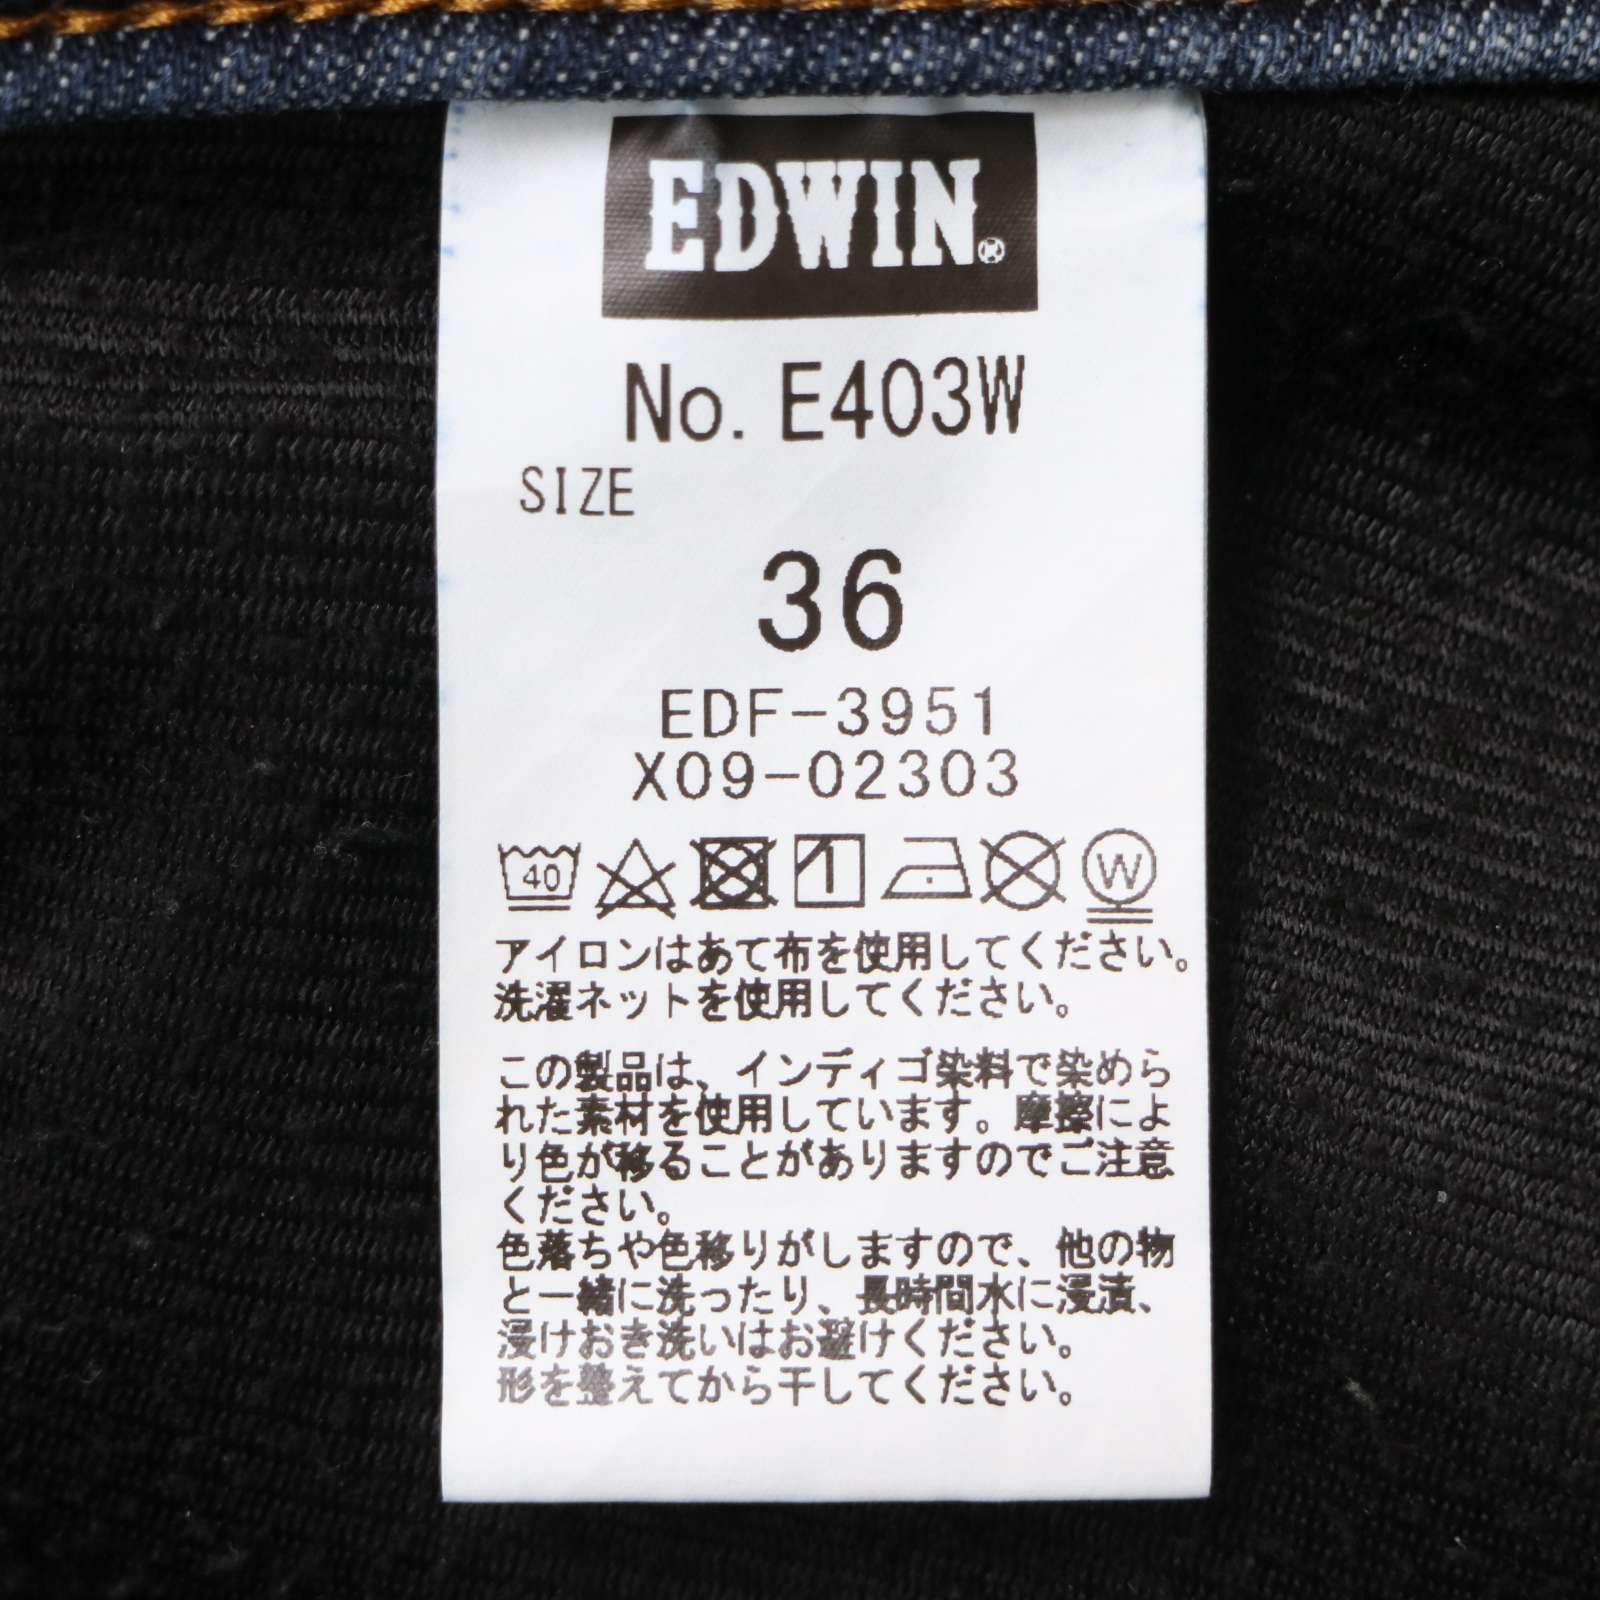 EDWIN®
No. E403W
SIZE
36
EDF-3951
X09-02303
40 1 W
アイロンはあて布を使用してください。
洗濯ネットを使用してください。
この製品は、インディゴ染料で染めら
れた素材を使用しています。摩擦によ
り色が移ることがありますのでご注意
ください。
色落ちや色移りがしますので、他の物
と一緒に洗ったり、長時間水に浸漬、
浸けおき洗いはお避けください。
形を整えてから干してください。